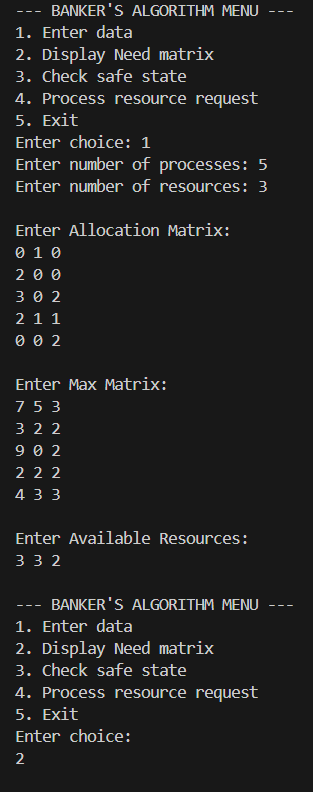 --- BANKER'S ALGORITHM MENU ---
1. Enter data
2. Display Need matrix
3. Check safe state
4. Process resource request
5. Exit
Enter choice: 1
Enter number of processes: 5
Enter number of resources: 3
Enter Allocation Matrix:
0 1 0
2 0 0
3 0 2
2 1 1
0 0 2
Enter Max Matrix:
7 5 3
3 2 2
9 0 2
2 2 2
4 3 3
Enter Available Resources:
3 3 2
--- BANKER'S ALGORITHM MENU ---
1. Enter data
2. Display Need matrix
3. Check safe state
4. Process resource request
5. Exit
Enter choice:
2